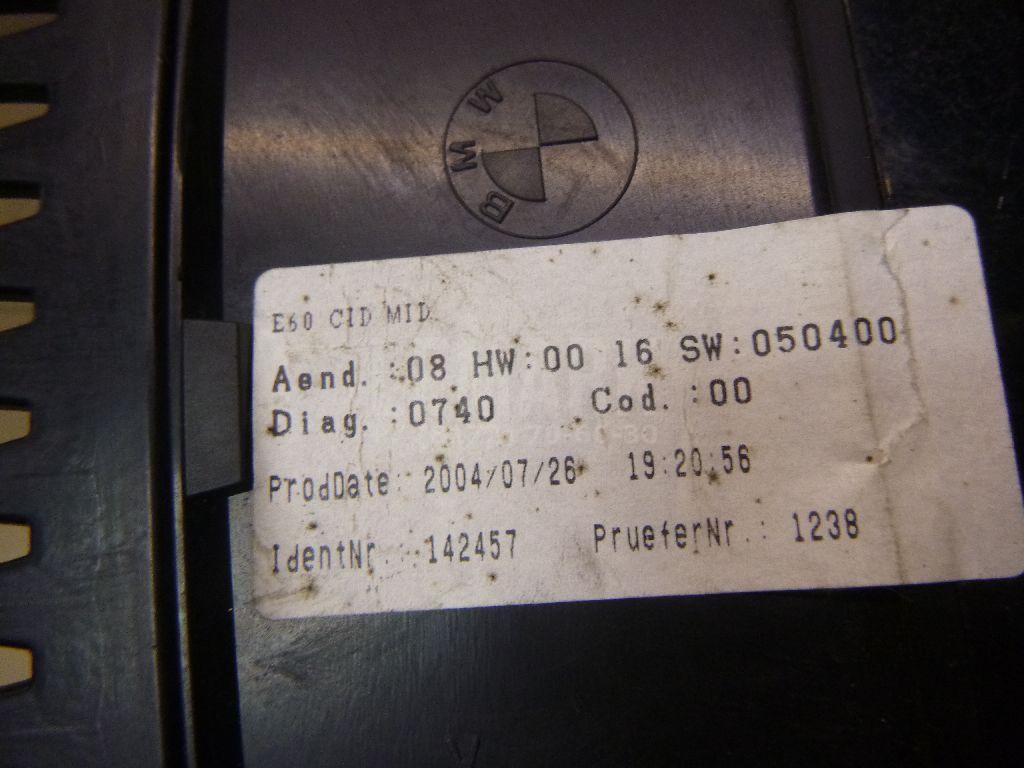 BMW
E60 CID MID
Aend. :08 HW:00 16 SW:050400
Diag. :0740 Cod. :00
ProdDate: 2004/07/26 19:20:56
IdentNr.: 142457 PrueferNr.: 1238